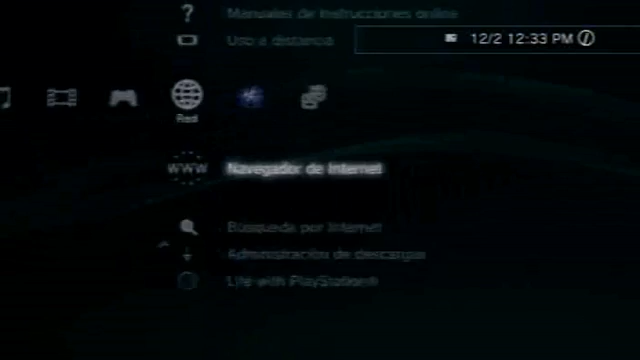 Manuales de instrucciones online
Uso a distancia
12/2 12:33 PM
Red
WWW
Navegador de Internet
Búsqueda por Internet
Administración de descargas
Life with PlayStation®